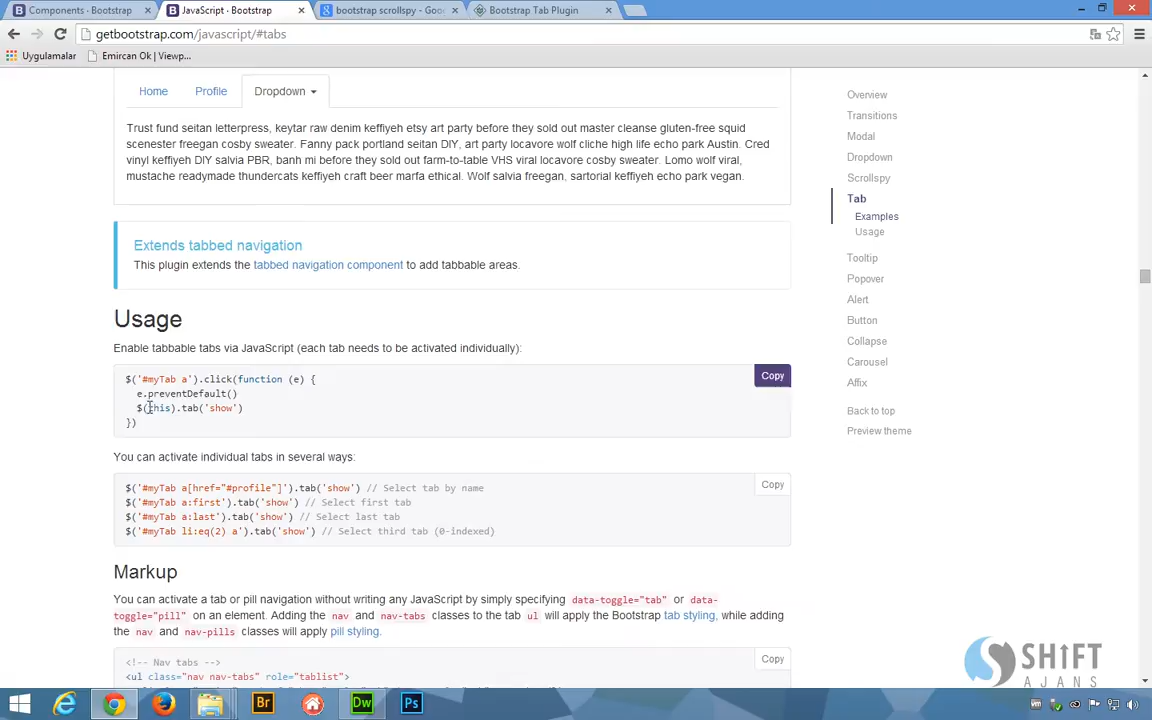 Components · Bootstrap
JavaScript · Bootstrap
bootstrap scrollspy - Goo
Bootstrap Tab Plugin
getbootstrap.com/javascript/#tabs
Uygulamalar
Emircan Ok | Viewp...
Home
Profile
Dropdown
Trust fund seitan letterpress, keytar raw denim keffiyeh etsy art party before they sold out master cleanse gluten-free squid
scenester freegan cosby sweater. Fanny pack portland seitan DIY, art party locavore wolf cliche high life echo park Austin. Cred
vinyl keffiyeh DIY salvia PBR, banh mi before they sold out farm-to-table VHS viral locavore cosby sweater. Lomo wolf viral,
mustache readymade thundercats keffiyeh craft beer marfa ethical. Wolf salvia freegan, sartorial keffiyeh echo park vegan.
Extends tabbed navigation
This plugin extends the tabbed navigation component to add tabbable areas.
Usage
Enable tabbable tabs via JavaScript (each tab needs to be activated individually):
Copy
$('#myTab a').click(function (e) {
e.preventDefault()
$(this).tab('show')
})
You can activate individual tabs in several ways:
Copy
$('#myTab a[href="#profile"]').tab('show') // Select tab by name
$('#myTab a:first').tab('show') // Select first tab
$('#myTab a:last').tab('show') // Select last tab
$('#myTab li:eq(2) a').tab('show') // Select third tab (0-indexed)
Markup
You can activate a tab or pill navigation without writing any JavaScript by simply specifying data-toggle="tab" or data-
toggle="pill" on an element. Adding the nav and nav-tabs classes to the tab ul will apply the Bootstrap tab styling, while adding
the nav and nav-pills classes will apply pill styling.
Copy
<!-- Nav tabs -->
<ul class="nav nav-tabs" role="tablist">
Overview
Transitions
Modal
Dropdown
Scrollspy
Tab
Examples
Usage
Tooltip
Popover
Alert
Button
Collapse
Carousel
Affix
Back to top
Preview theme
SHIFT
AJANS
Br
Dw
Ps